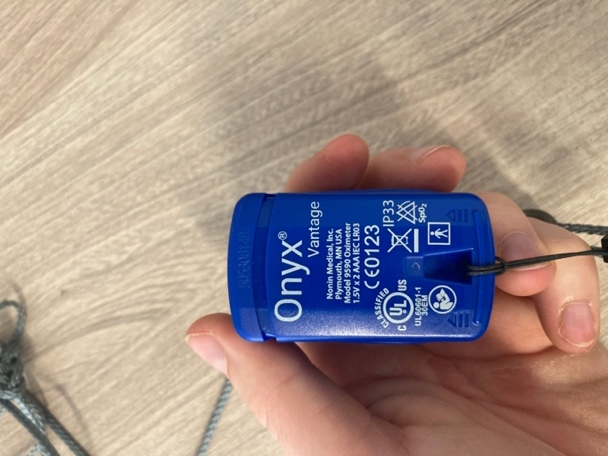 Onyx®
Vantage
Nonin Medical, Inc.
Plymouth, MN USA
Model 9590 Oximeter
1.5V x 2 AAA IEC LR03
CE0123
IP33
SpO2
CLASSIFIED
C UL US
UL60601-1
30EM